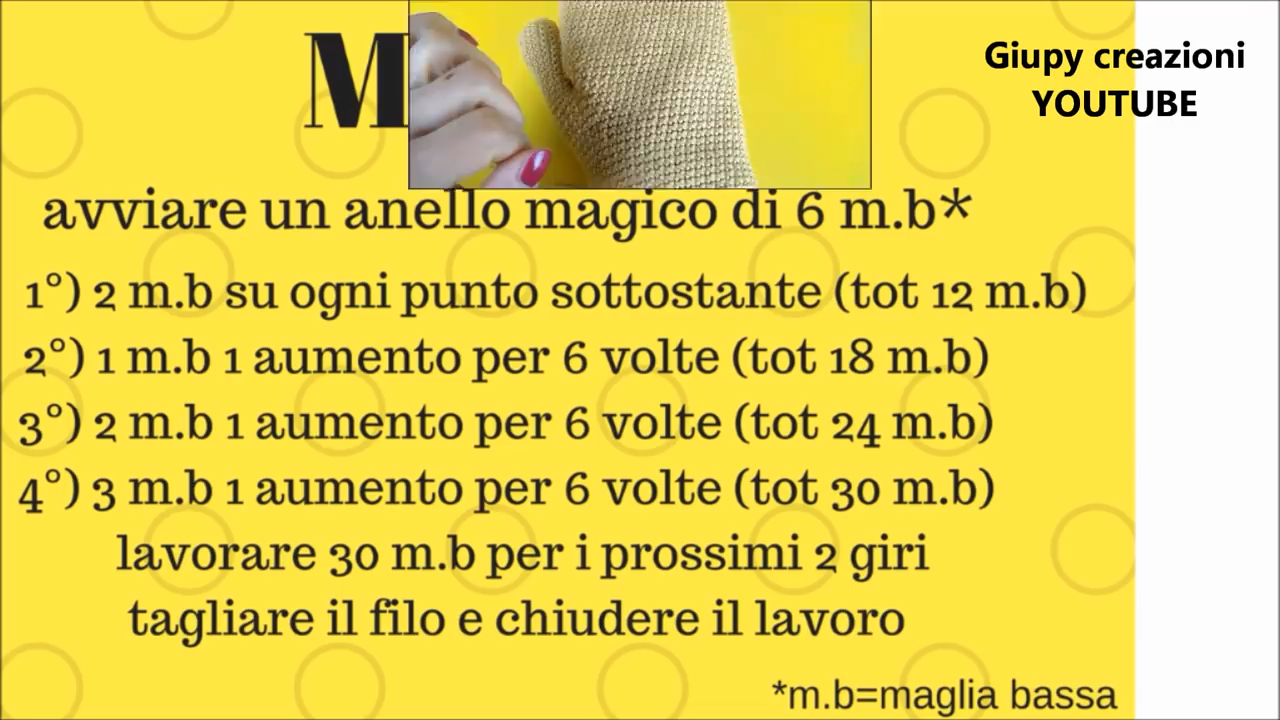 Giupy creazioni
YOUTUBE
avviare un anello magico di 6 m.b*
1°) 2 m.b su ogni punto sottostante (tot 12 m.b)
2°) 1 m.b 1 aumento per 6 volte (tot 18 m.b)
3°) 2 m.b 1 aumento per 6 volte (tot 24 m.b)
4°) 3 m.b 1 aumento per 6 volte (tot 30 m.b)
lavorare 30 m.b per i prossimi 2 giri
tagliare il filo e chiudere il lavoro
*m.b=maglia bassa